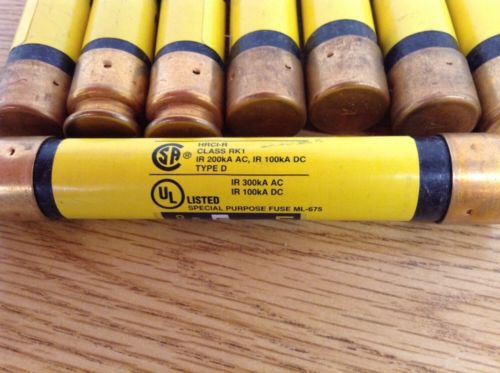 HRCI-R
CLASS RK1
SA ®
IR 200kA AC, IR 100kA DC
TYPE D
UL ® LISTED
IR 300kA AC
IR 100kA DC
SPECIAL PURPOSE FUSE ML-675